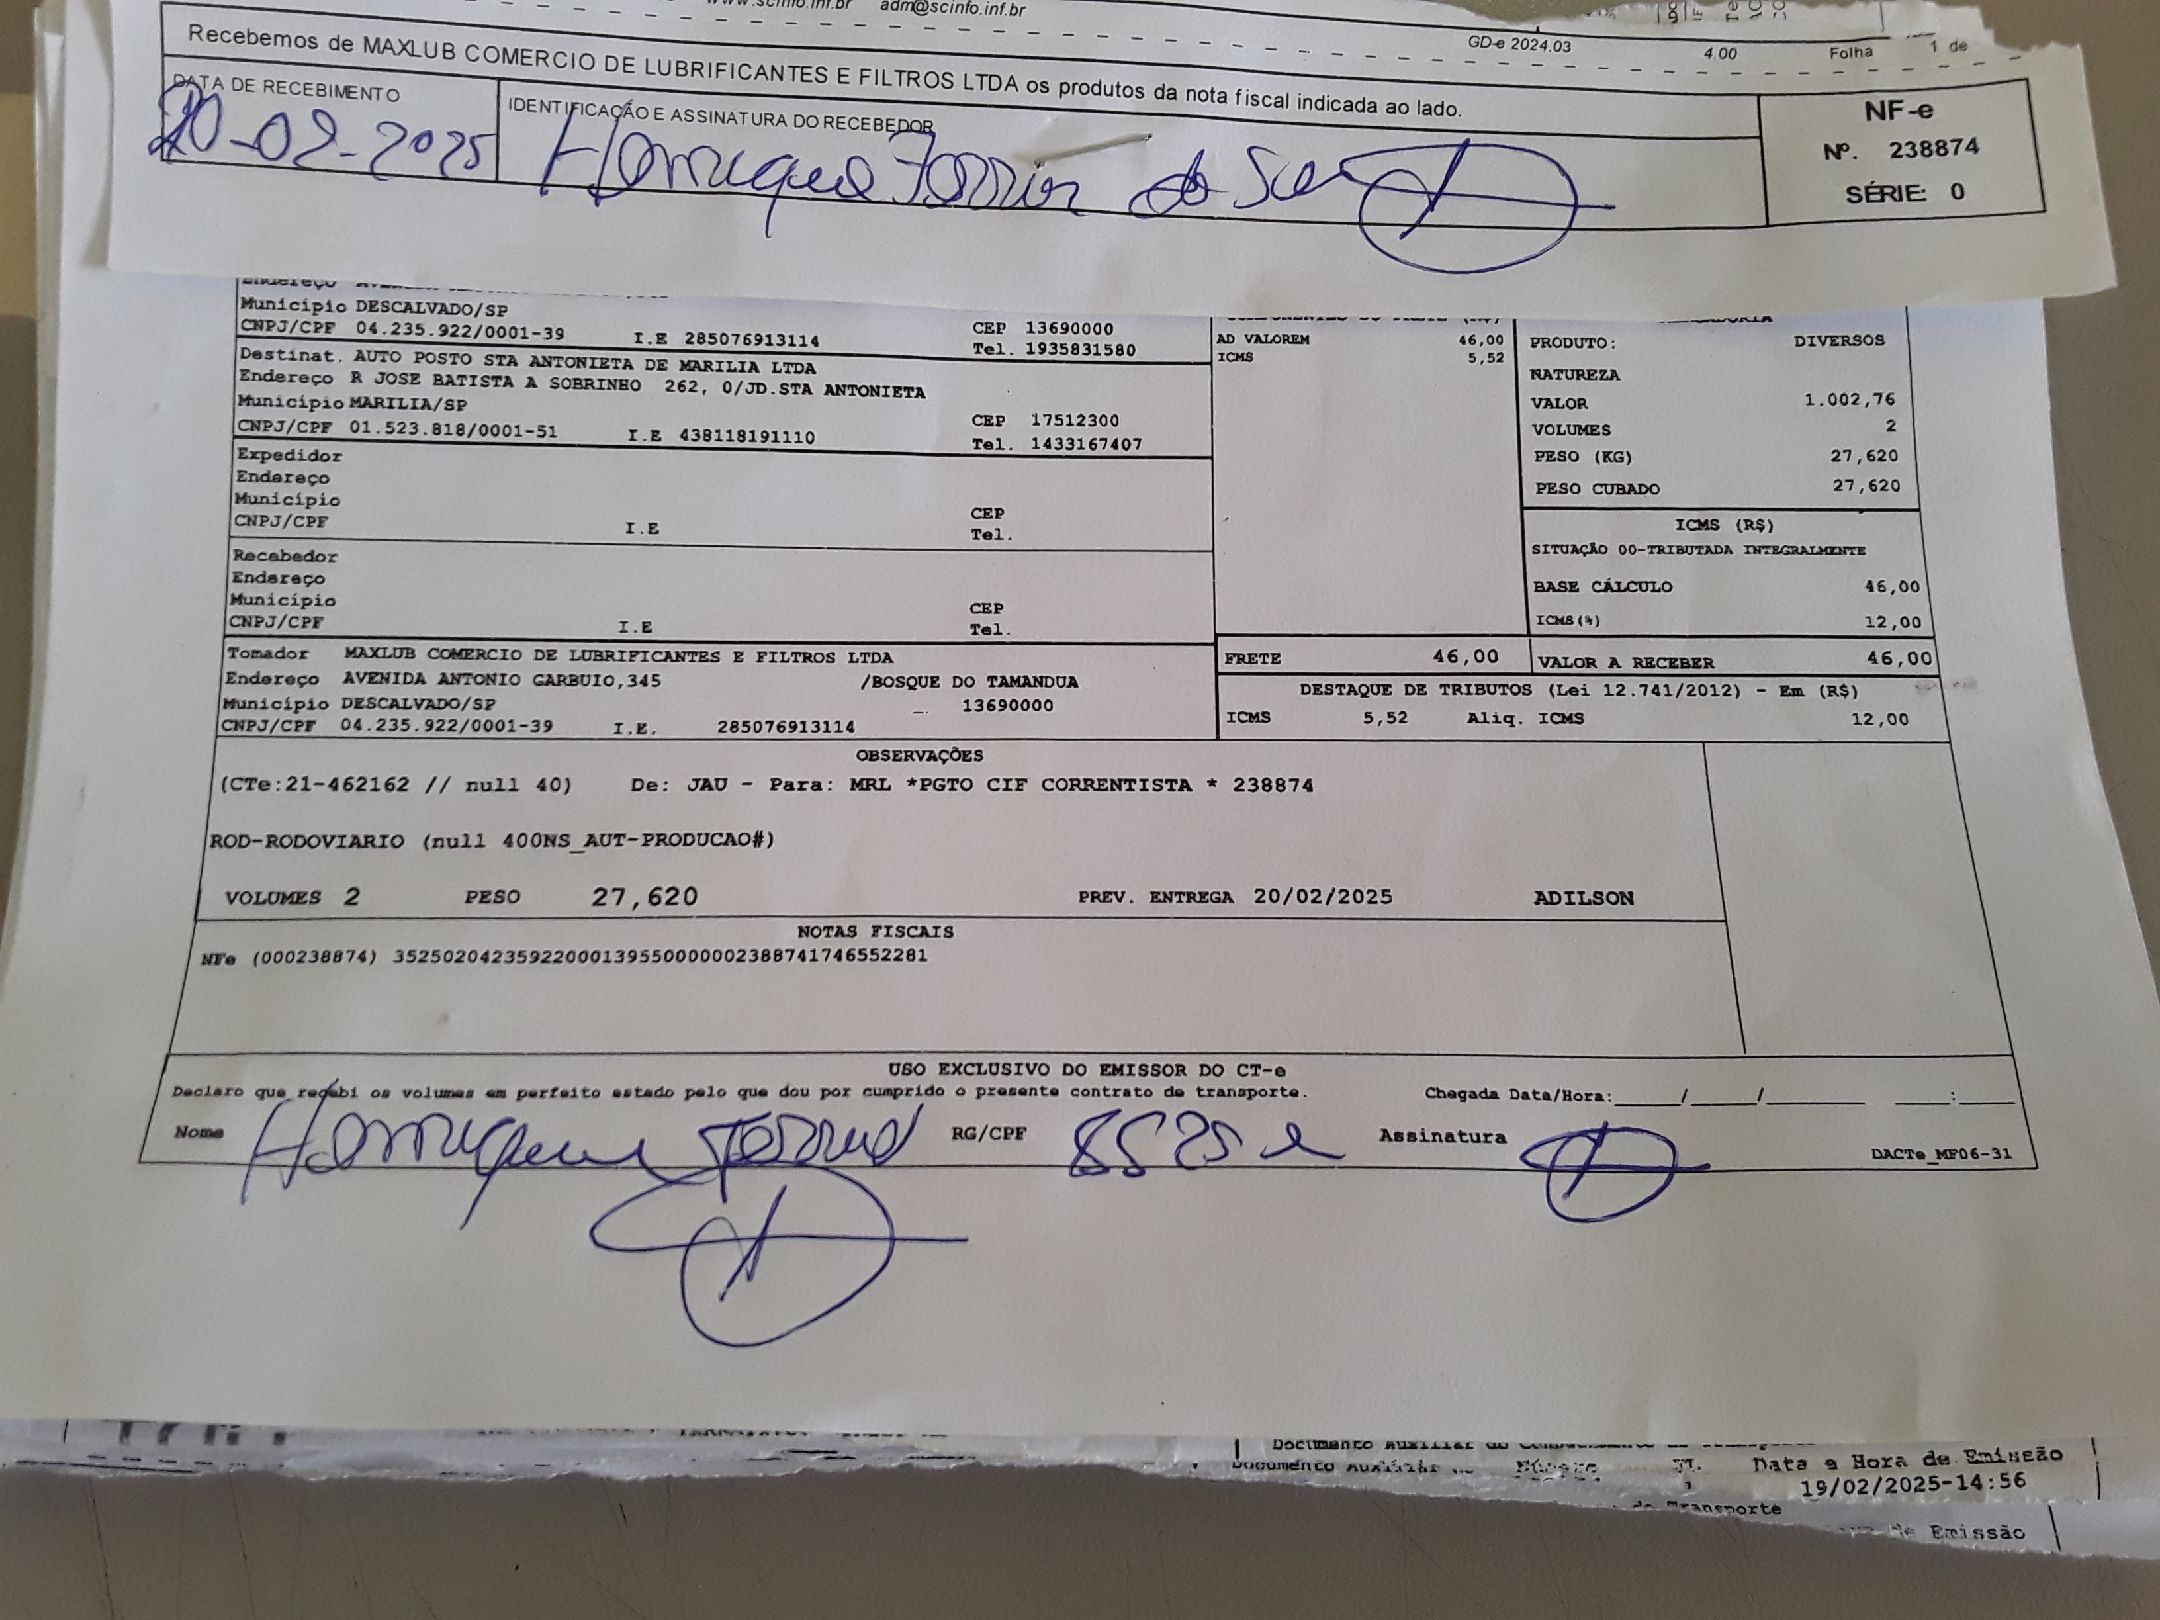 www.scinfo.inf.br adm@scinfo.inf.br
GD-e 2024.03 4.00 Folha 1 de
Recebemos de MAXLUB COMERCIO DE LUBRIFICANTES E FILTROS LTDA os produtos da nota fiscal indicada ao lado.
DATA DE RECEBIMENTO IDENTIFICAÇÃO E ASSINATURA DO RECEBEDOR
20-02-2025 Henrique
NF-e
Nº. 238874
SÉRIE: 0
Endereço
Município DESCALVADO/SP
CNPJ/CPF 04.235.922/0001-39 I.E 285076913114 CEP 13690000
Tel. 1935831580
Destinat. AUTO POSTO STA ANTONIETA DE MARILIA LTDA
Endereço R JOSE BATISTA A SOBRINHO 262, 0/JD.STA ANTONIETA
Município MARILIA/SP CEP 17512300
CNPJ/CPF 01.523.818/0001-51 I.E 438118191110 Tel. 1433167407
Expedidor
Endereço
Município CEP
CNPJ/CPF I.E Tel.
Recebedor
Endereço
Município CEP
CNPJ/CPF I.E Tel.
Tomador MAXLUB COMERCIO DE LUBRIFICANTES E FILTROS LTDA
Endereço AVENIDA ANTONIO GARBUIO,345 /BOSQUE DO TAMANDUA
Município DESCALVADO/SP 13690000
CNPJ/CPF 04.235.922/0001-39 I.E. 285076913114
AD VALOREM 46,00
ICMS 5,52
PRODUTO: DIVERSOS
NATUREZA
VALOR 1.002,76
VOLUMES 2
PESO (KG) 27,620
PESO CUBADO 27,620
ICMS (R$)
SITUAÇÃO 00-TRIBUTADA INTEGRALMENTE
BASE CÁLCULO 46,00
ICMS(%) 12,00
FRETE 46,00 VALOR A RECEBER 46,00
DESTAQUE DE TRIBUTOS (Lei 12.741/2012) - Em (R$)
ICMS 5,52 Aliq. ICMS 12,00
OBSERVAÇÕES
(CTe:21-462162 // null 40) De: JAU - Para: MRL *PGTO CIF CORRENTISTA * 238874
ROD-RODOVIARIO (null 400NS_AUT-PRODUCAO#)
VOLUMES 2 PESO 27,620 PREV. ENTREGA 20/02/2025 ADILSON
NOTAS FISCAIS
NFe (000238874) 35250204235922000139550000002388741746552281
USO EXCLUSIVO DO EMISSOR DO CT-e
Declaro que recebi os volumes em perfeito estado pelo que dou por cumprido o presente contrato de transporte. Chegada Data/Hora:_____/_____/________ ____:____
Nome Henrique RG/CPF Assinatura
DACTe_MF06-31
Data e Hora de Emissão
19/02/2025-14:56
Transporte
de Emissão